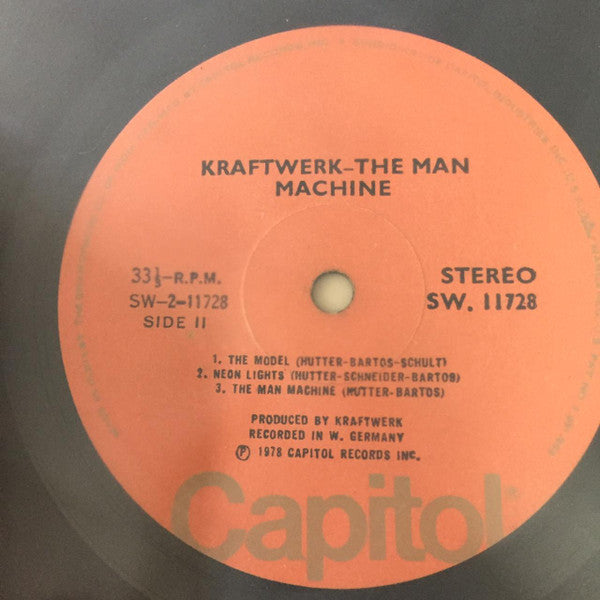 KRAFTWERK–THE MAN
MACHINE
33⅓–R.P.M.
SW–2–11728
SIDE II
STEREO
SW. 11728
1. THE MODEL (HUTTER-BARTOS-SCHULT)
2. NEON LIGHTS (HUTTER-SCHNEIDER-BARTOS)
3. THE MAN MACHINE (HUTTER-BARTOS)
PRODUCED BY KRAFTWERK
RECORDED IN W. GERMANY
Ⓟ 1978 CAPITOL RECORDS INC.
Capitol